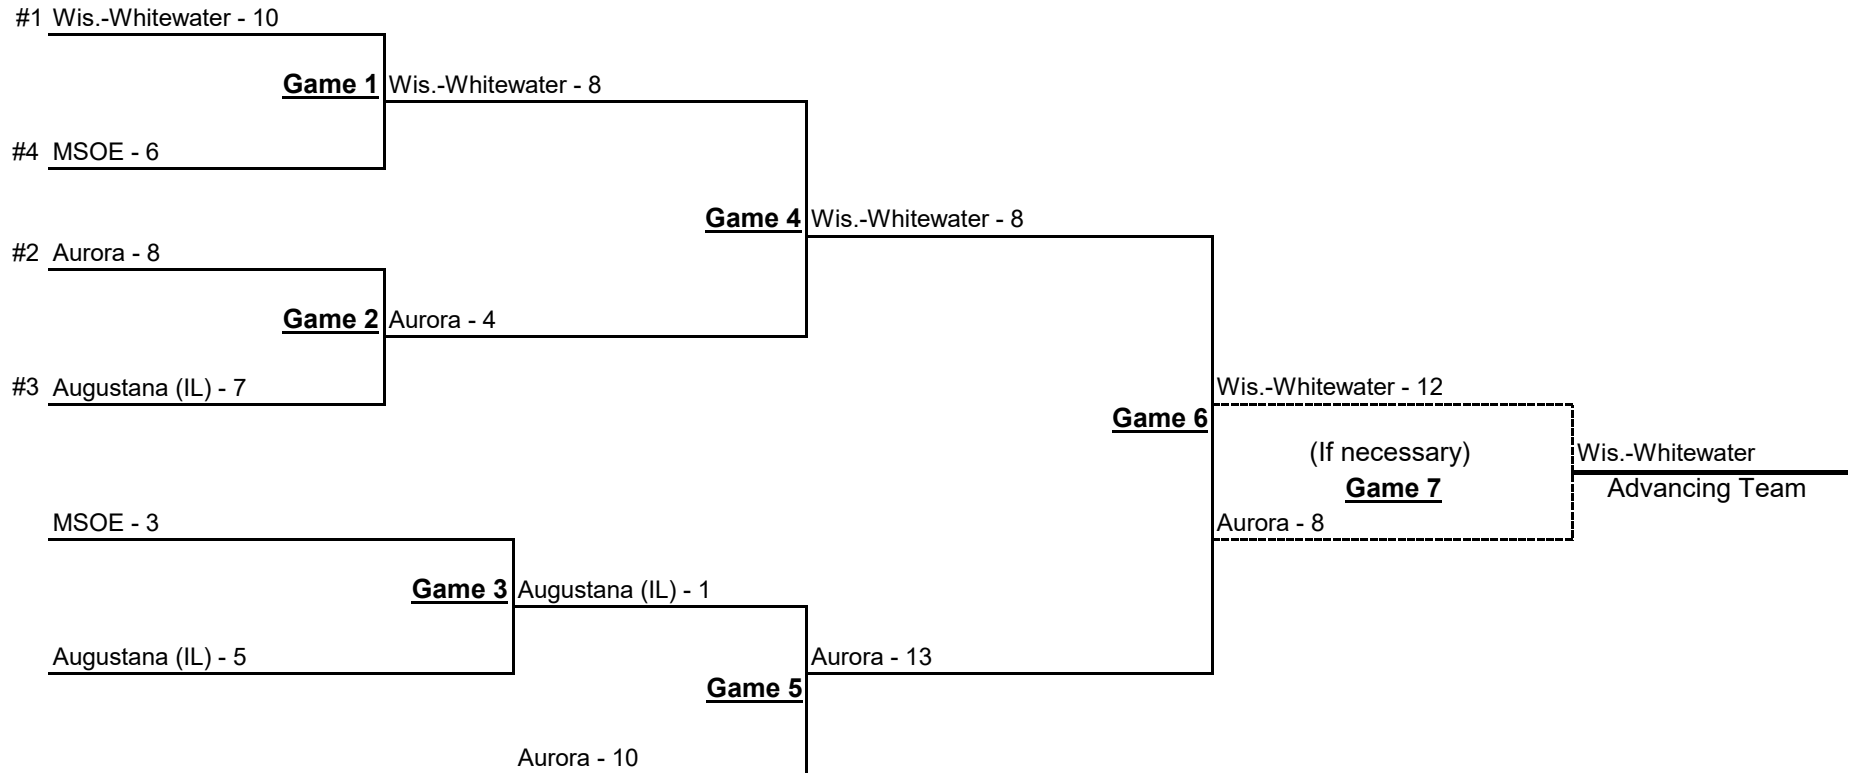 #1 Wis.-Whitewater - 10
Game 1 Wis.-Whitewater - 8
#4 MSOE - 6
Game 4 Wis.-Whitewater - 8
#2 Aurora - 8
Game 2 Aurora - 4
#3 Augustana (IL) - 7
Wis.-Whitewater - 12
Game 6
(If necessary)
Wis.-Whitewater
Game 7
Advancing Team
MSOE - 3
Aurora - 8
Game 3 Augustana (IL) - 1
Augustana (IL) - 5
Aurora - 13
Game 5
Aurora - 10